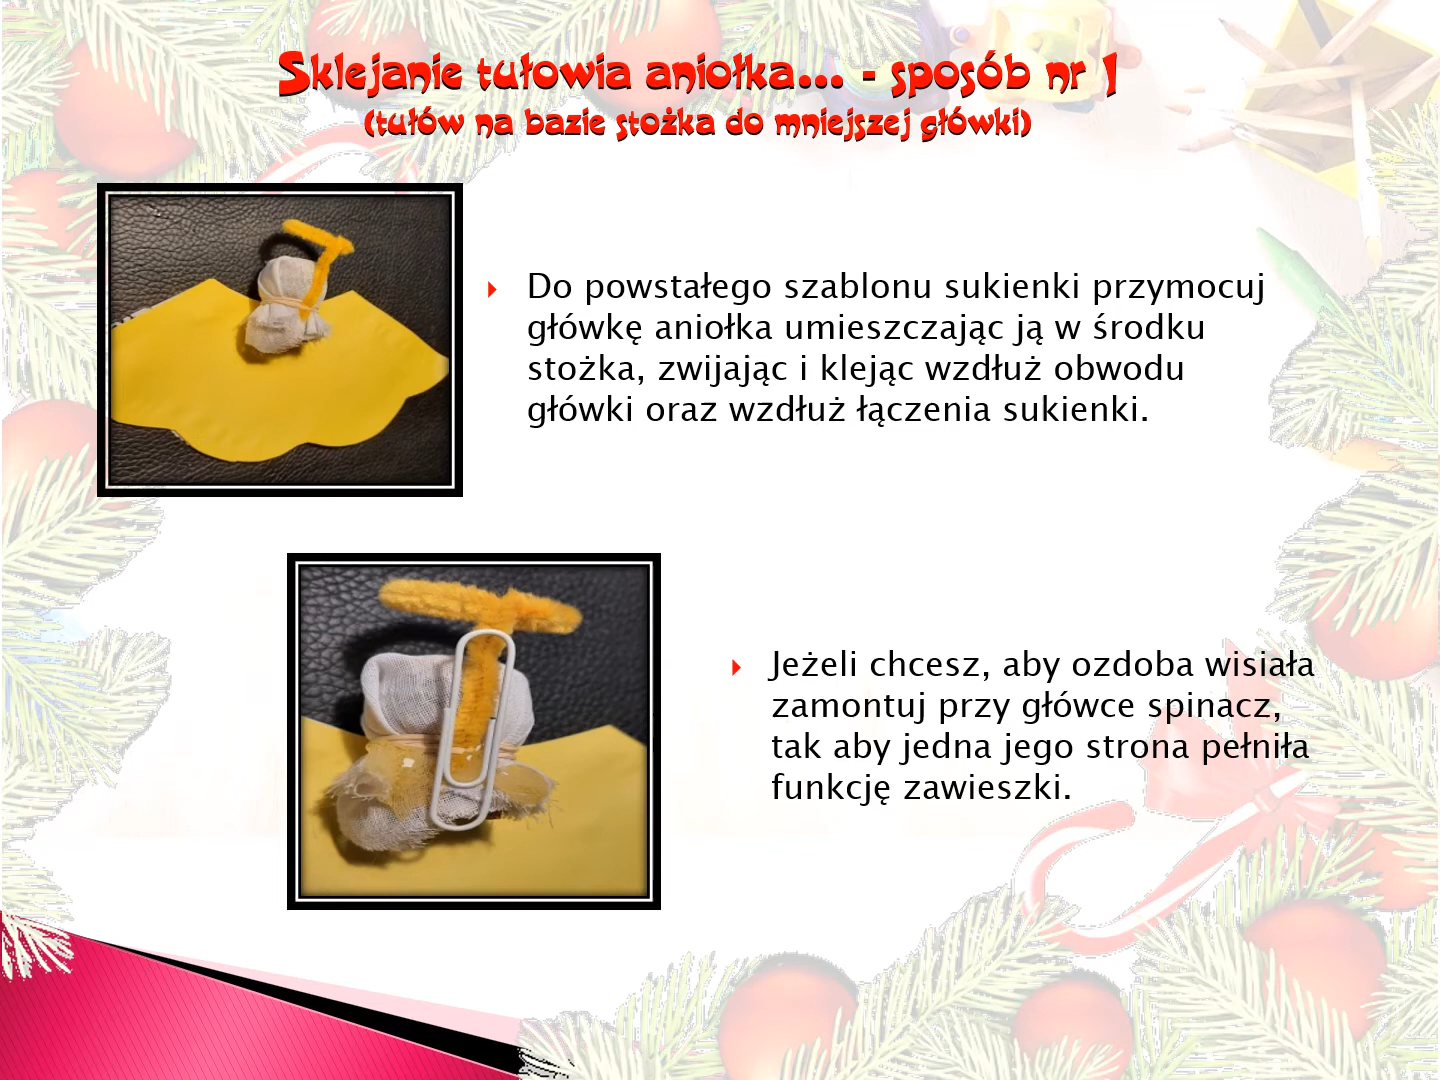 Sklejanie tułowia aniołka... - sposób nr 1
(tułów na bazie stożka do mniejszej główki)
Do powstałego szablonu sukienki przymocuj
główkę aniołka umieszczając ją w środku
stożka, zwijając i klejąc wzdłuż obwodu
główki oraz wzdłuż łączenia sukienki.
Jeżeli chcesz, aby ozdoba wisiała
zamontuj przy główce spinacz,
tak aby jedna jego strona pełniła
funkcję zawieszki.